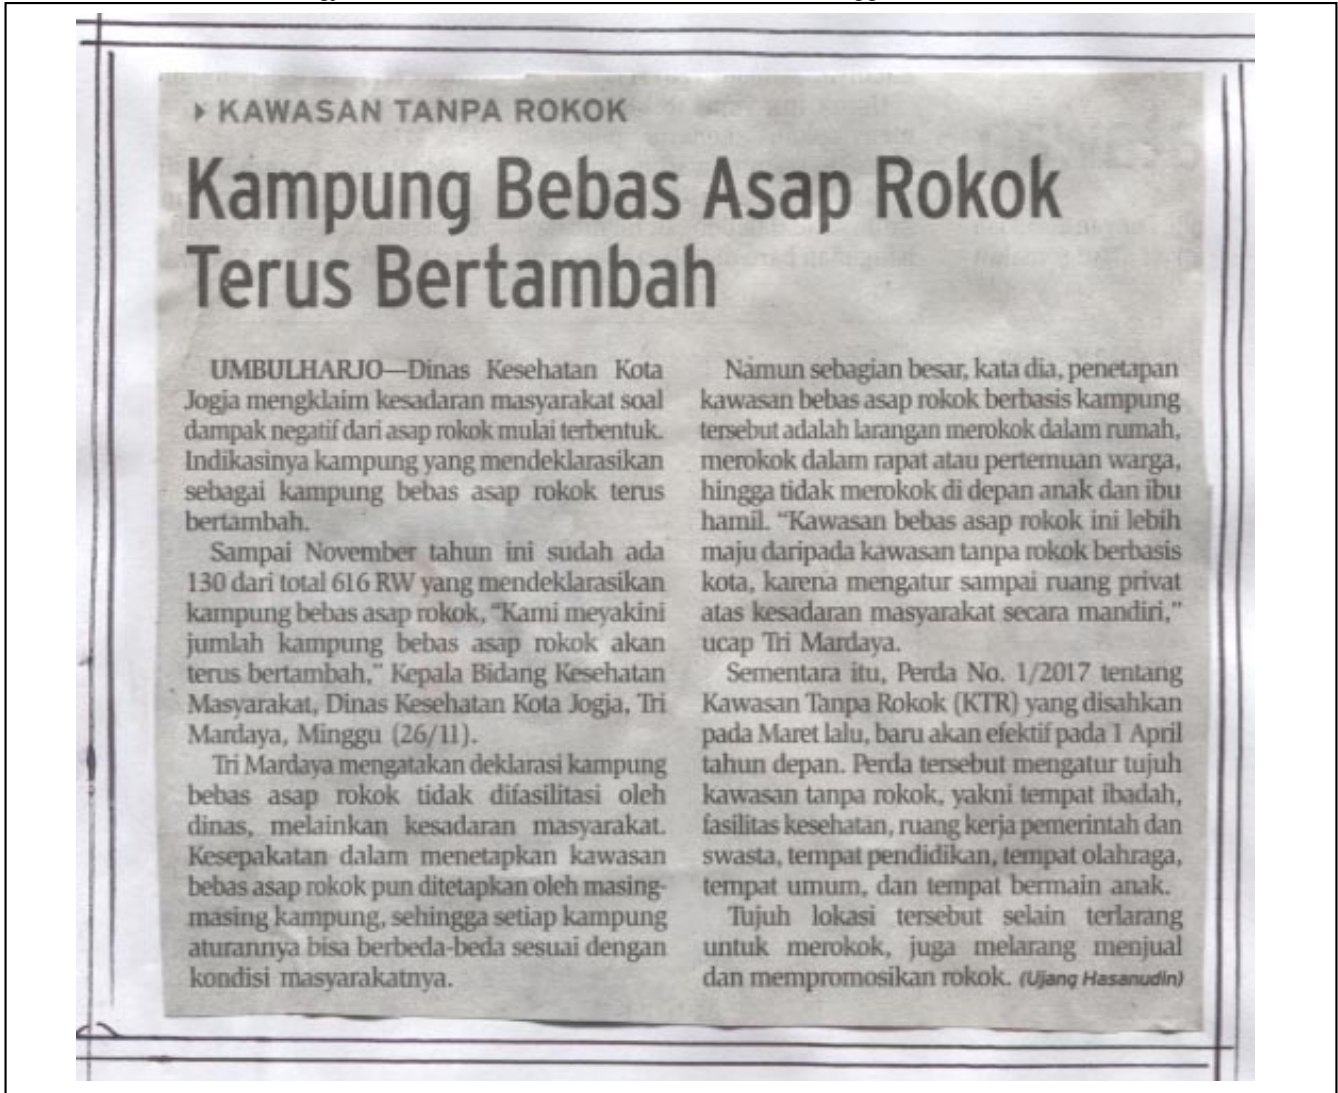 KAWASAN TANPA ROKOK
Kampung Bebas Asap Rokok
Terus Bertambah
UMBULHARJO—Dinas Kesehatan Kota
Jogja mengklaim kesadaran masyarakat soal
dampak negatif dari asap rokok mulai terbentuk.
Indikasinya kampung yang mendeklarasikan
sebagai kampung bebas asap rokok terus
bertambah.
Sampai November tahun ini sudah ada
130 dari total 616 RW yang mendeklarasikan
kampung bebas asap rokok, “Kami meyakini
jumlah kampung bebas asap rokok akan
terus bertambah,” Kepala Bidang Kesehatan
Masyarakat, Dinas Kesehatan Kota Jogja, Tri
Mardaya, Minggu (26/11).
Tri Mardaya mengatakan deklarasi kampung
bebas asap rokok tidak difasilitasi oleh
dinas, melainkan kesadaran masyarakat.
Kesepakatan dalam menetapkan kawasan
bebas asap rokok pun ditetapkan oleh masing-
masing kampung, sehingga setiap kampung
aturannya bisa berbeda-beda sesuai dengan
kondisi masyarakatnya.
Namun sebagian besar, kata dia, penetapan
kawasan bebas asap rokok berbasis kampung
tersebut adalah larangan merokok dalam rumah,
merokok dalam rapat atau pertemuan warga,
hingga tidak merokok di depan anak dan ibu
hamil. “Kawasan bebas asap rokok ini lebih
maju daripada kawasan tanpa rokok berbasis
kota, karena mengatur sampai ruang privat
atas kesadaran masyarakat secara mandiri,”
ucap Tri Mardaya.
Sementara itu, Perda No. 1/2017 tentang
Kawasan Tanpa Rokok (KTR) yang disahkan
pada Maret lalu, baru akan efektif pada 1 April
tahun depan. Perda tersebut mengatur tujuh
kawasan tanpa rokok, yakni tempat ibadah,
fasilitas kesehatan, ruang kerja pemerintah dan
swasta, tempat pendidikan, tempat olahraga,
tempat umum, dan tempat bermain anak.
Tujuh lokasi tersebut selain terlarang
untuk merokok, juga melarang menjual
dan mempromosikan rokok. (Ujang Hasanudin)